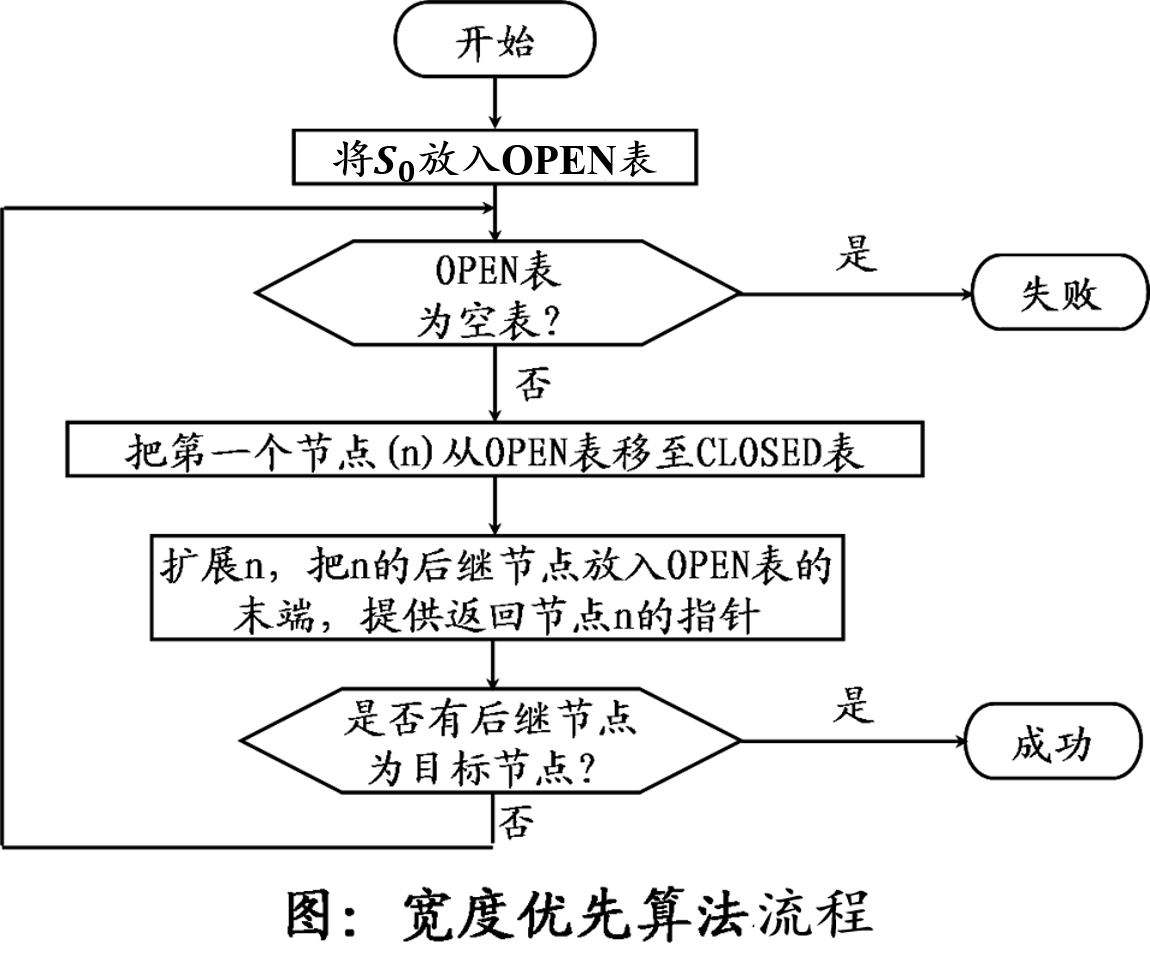 开始
将S₀放入OPEN表
OPEN表
为空表?
是
失败
否
把第一个节点(n)从OPEN表移至CLOSED表
扩展n，把n的后继节点放入OPEN表的
末端，提供返回节点n的指针
是否有后继节点
为目标节点?
是
成功
否
图：宽度优先算法流程